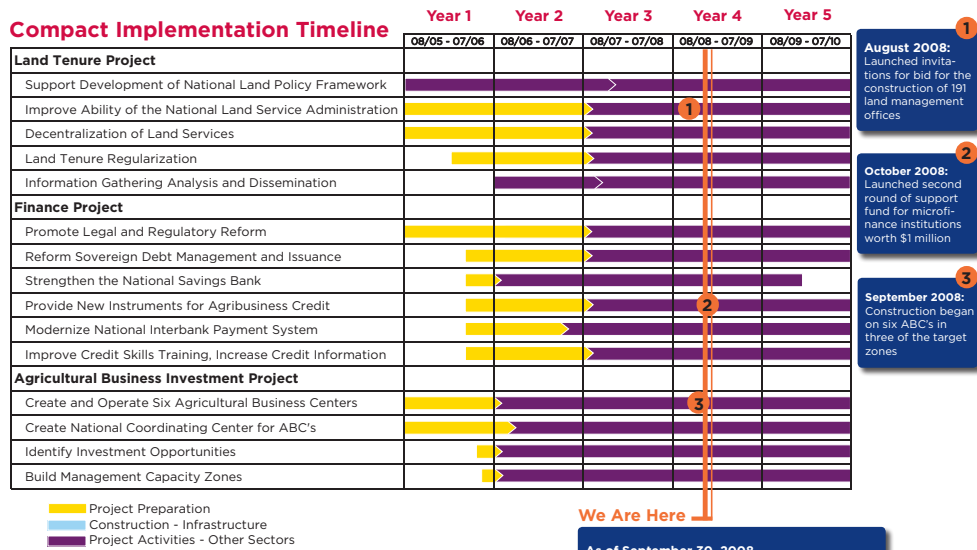 Compact Implementation Timeline
Year 1 Year 2 Year 3 Year 4 Year 5
08/05 - 07/06 08/06 - 07/07 08/07 - 07/08 08/08 - 07/09 08/09 - 07/10
Land Tenure Project
Support Development of National Land Policy Framework
Improve Ability of the National Land Service Administration
1
Decentralization of Land Services
Land Tenure Regularization
Information Gathering Analysis and Dissemination
Finance Project
Promote Legal and Regulatory Reform
Reform Sovereign Debt Management and Issuance
Strengthen the National Savings Bank
Provide New Instruments for Agribusiness Credit
2
Modernize National Interbank Payment System
Improve Credit Skills Training, Increase Credit Information
Agricultural Business Investment Project
Create and Operate Six Agricultural Business Centers
3
Create National Coordinating Center for ABC's
Identify Investment Opportunities
Build Management Capacity Zones
Project Preparation
Construction - Infrastructure
Project Activities - Other Sectors
We Are Here
As of September 30, 2008
1
August 2008:
Launched invita-
tions for bid for the
construction of 191
land management
offices
2
October 2008:
Launched second
round of support
fund for microfi-
nance institutions
worth $1 million
3
September 2008:
Construction began
on six ABC's in
three of the target
zones